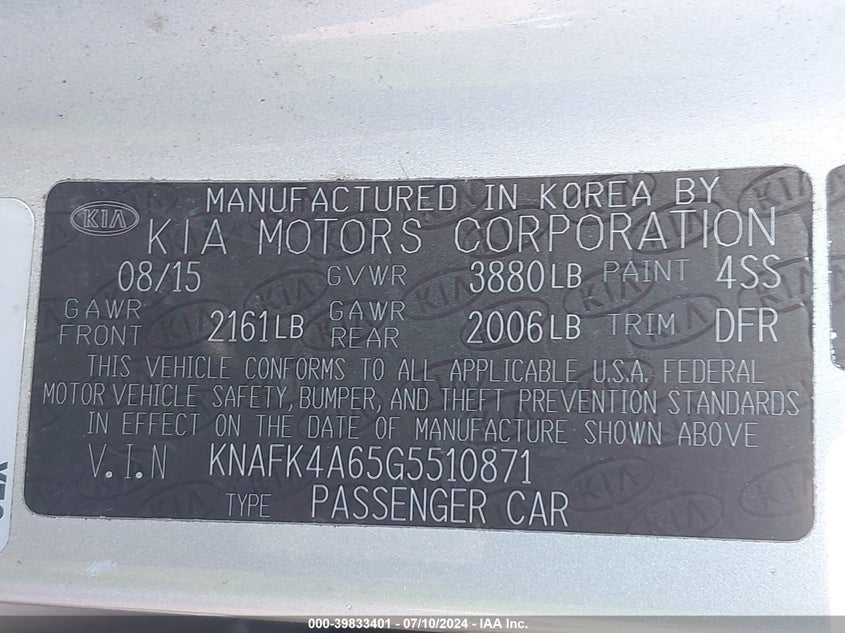 MANUFACTURED IN KOREA BY
KIA KIA MOTORS CORPORATION
08/15 GVWR 3880LB PAINT 4SS
GAWR FRONT 2161LB GAWR REAR 2006LB TRIM DFR
THIS VEHICLE CONFORMS TO ALL APPLICABLE U.S.A. FEDERAL
MOTOR VEHICLE SAFETY, BUMPER, AND THEFT PREVENTION STANDARDS
IN EFFECT ON THE DATE OF MANUFACTURE SHOWN ABOVE
V.I.N KNAFK4A65G5510871
TYPE PASSENGER CAR
000-39833401 - 07/10/2024 - IAA Inc.